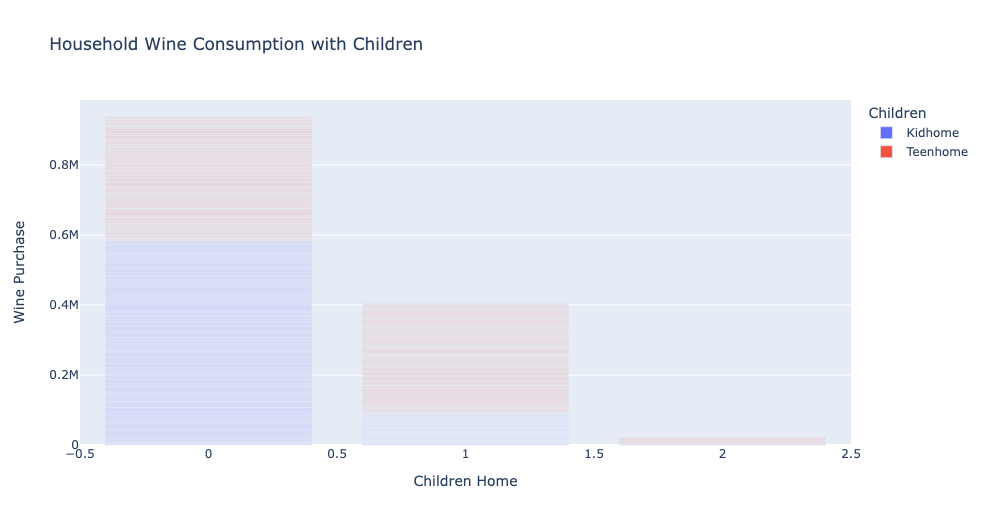 Household Wine Consumption with Children
Children
Kidhome
Teenhome
0.8M
0.6M
0.4M
0.2M
0
Wine Purchase
−0.5 0 0.5 1 1.5 2 2.5
Children Home